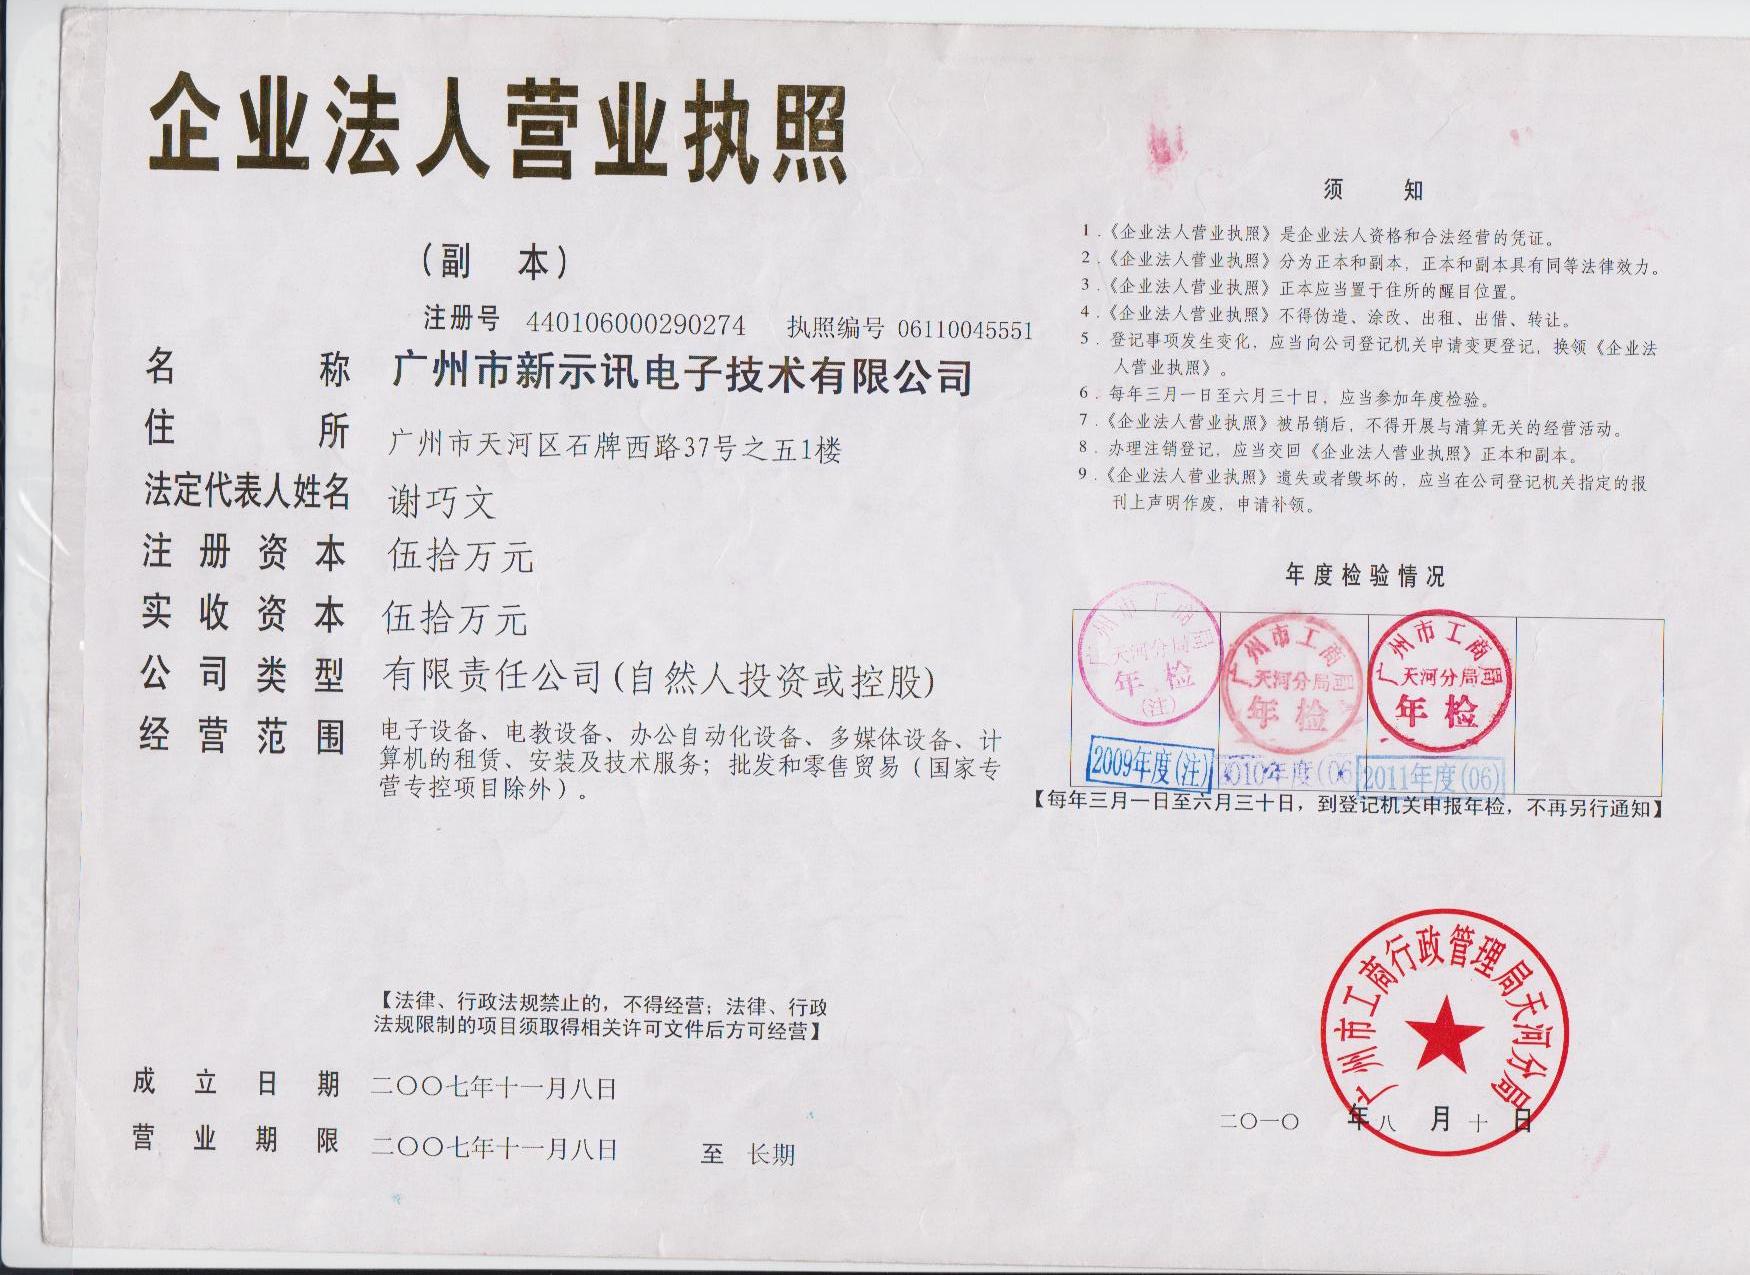 企业法人营业执照
（副 本）
注册号 440106000290274 执照编号 06110045551
名 称 广州市新示讯电子技术有限公司
住 所 广州市天河区石牌西路37号之五1楼
法定代表人姓名 谢巧文
注册资本 伍拾万元
实收资本 伍拾万元
公司类型 有限责任公司(自然人投资或控股)
经营范围 电子设备、电教设备、办公自动化设备、多媒体设备、计
算机的租赁、安装及技术服务；批发和零售贸易（国家专
营专控项目除外）。
【法律、行政法规禁止的，不得经营；法律、行政
法规限制的项目须取得相关许可文件后方可经营】
成立日期 二〇〇七年十一月八日
营业期限 二〇〇七年十一月八日 至 长期
须 知
1．《企业法人营业执照》是企业法人资格和合法经营的凭证。
2．《企业法人营业执照》分为正本和副本，正本和副本具有同等法律效力。
3．《企业法人营业执照》正本应当置于住所的醒目位置。
4．《企业法人营业执照》不得伪造、涂改、出租、出借、转让。
5．登记事项发生变化，应当向公司登记机关申请变更登记，换领《企业法
人营业执照》。
6．每年三月一日至六月三十日，应当参加年度检验。
7．《企业法人营业执照》被吊销后，不得开展与清算无关的经营活动。
8．办理注销登记，应当交回《企业法人营业执照》正本和副本。
9．《企业法人营业执照》遗失或者毁坏的，应当在公司登记机关指定的报
刊上声明作废，申请补领。
年度检验情况
广州市工商局
天河分局
年检
(注)
2009年度(注)
广州市工商局
天河分局
年检
2010年度(06
广州市工商局
天河分局
年检
2011年度(06)
【每年三月一日至六月三十日，到登记机关申报年检，不再另行通知】
广州市工商行政管理局天河分局
二〇一〇 年八 月 十 日